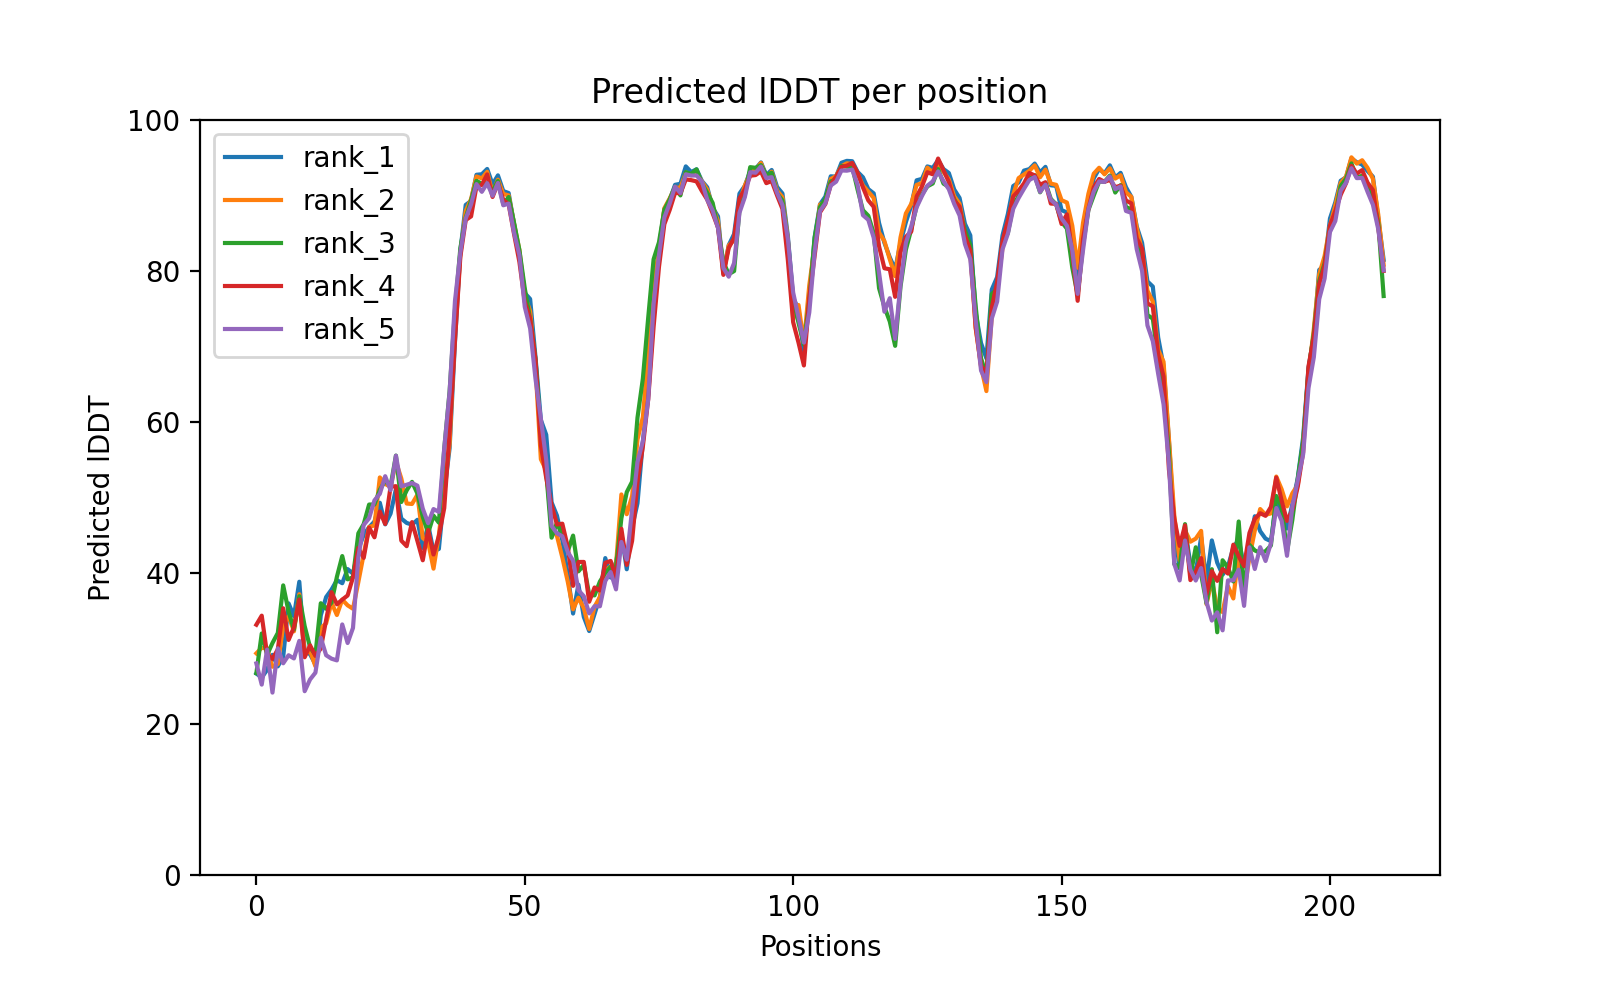 Predicted lDDT per position
100
80
60
40
20
0
Predicted lDDT
rank_1
rank_2
rank_3
rank_4
rank_5
0 50 100 150 200
Positions